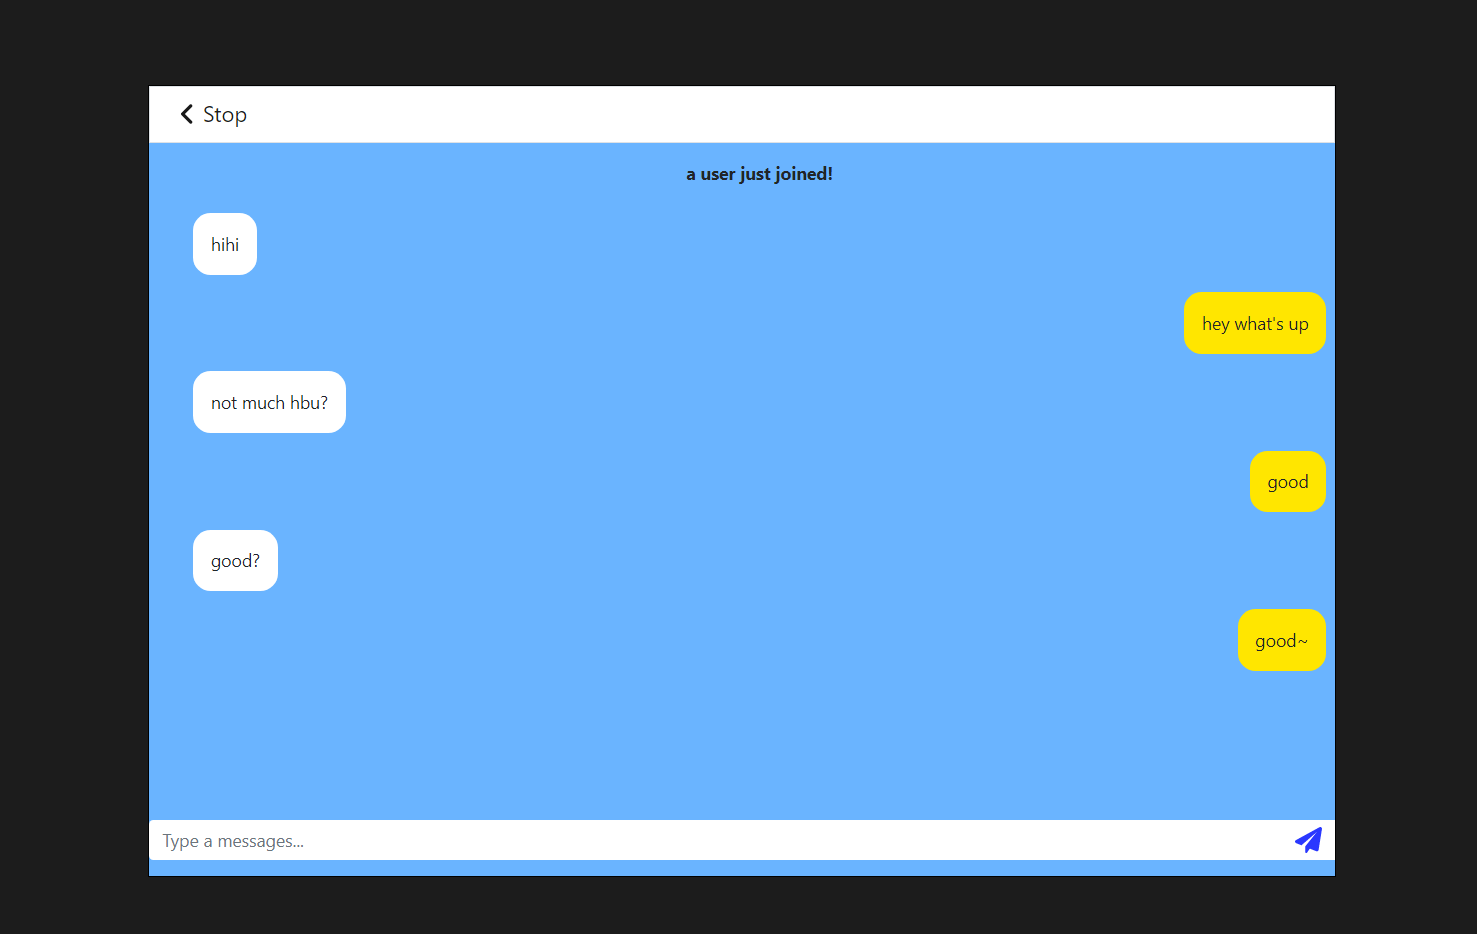 Stop
a user just joined!
hihi
hey what's up
not much hbu?
good
good?
good~
Type a messages...